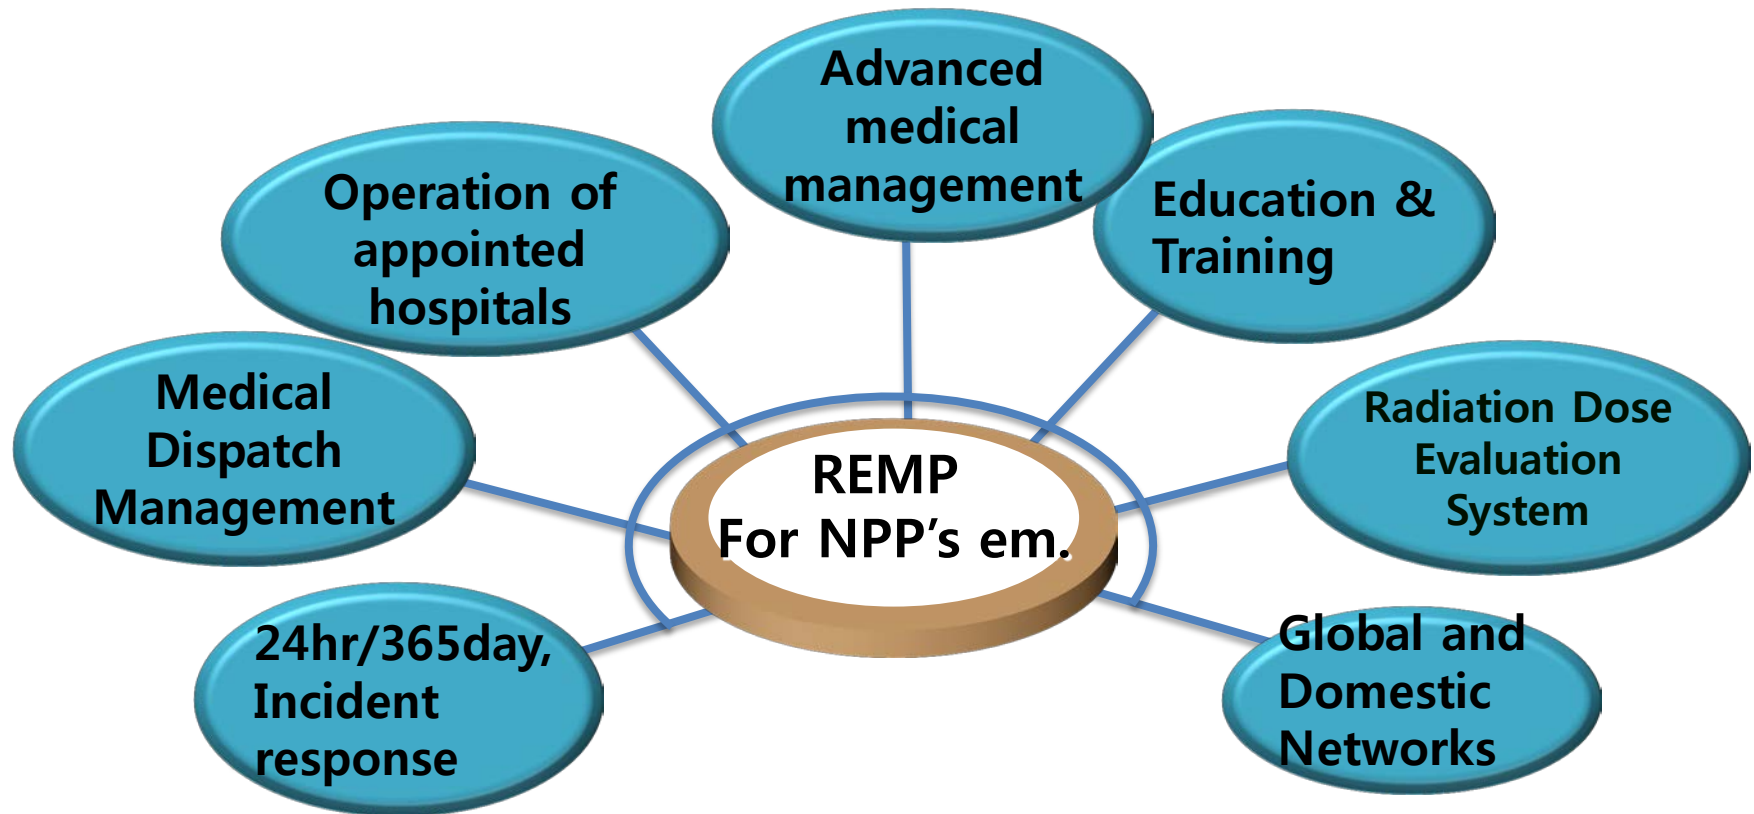 Advanced
medical
management
Operation of
appointed
hospitals
Education &
Training
Medical
Dispatch
Management
Radiation Dose
Evaluation
System
REMP
For NPP’s em.
24hr/365day,
Incident
response
Global and
Domestic
Networks